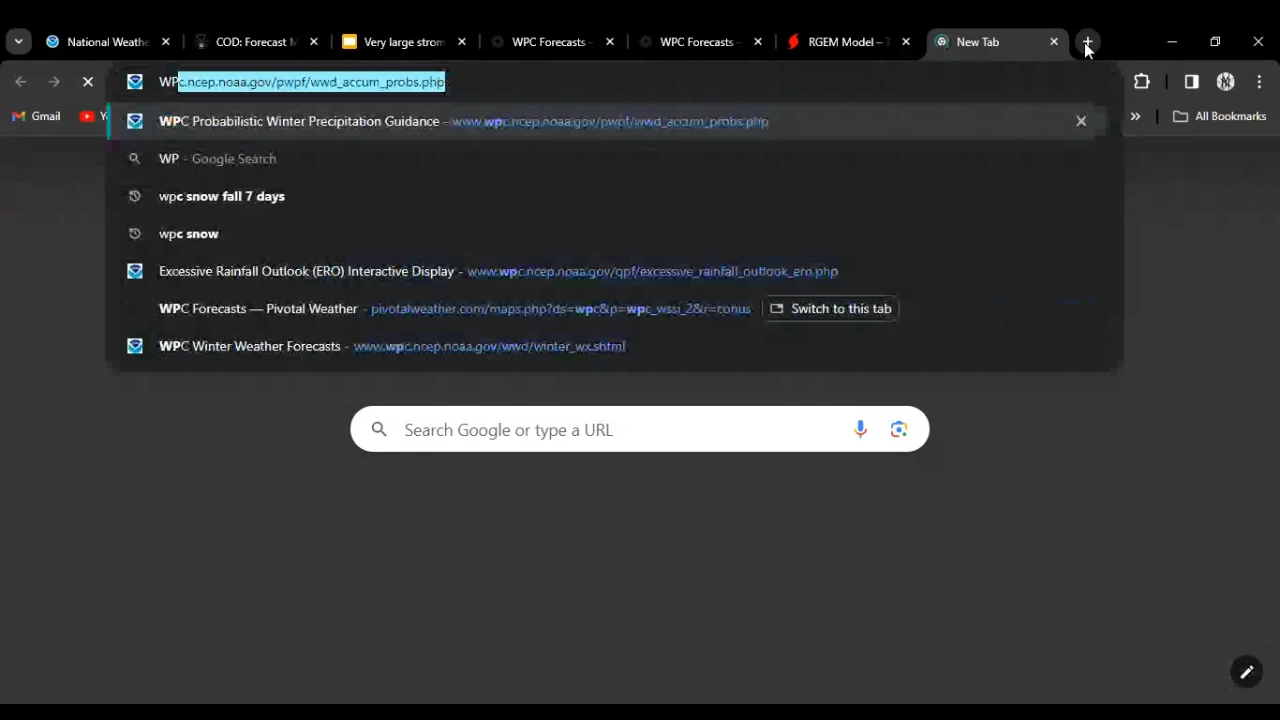 National Weathe
COD: Forecast M
Very large strom
WPC Forecasts -
WPC Forecasts -
RGEM Model – T
New Tab
WPc.ncep.noaa.gov/pwpf/wwd_accum_probs.php
Gmail
Y
All Bookmarks
WPC Probabilistic Winter Precipitation Guidance - www.wpc.ncep.noaa.gov/pwpf/wwd_accum_probs.php
WP - Google Search
wpc snow fall 7 days
wpc snow
Excessive Rainfall Outlook (ERO) Interactive Display - www.wpc.ncep.noaa.gov/qpf/excessive_rainfall_outlook_ero.php
WPC Forecasts — Pivotal Weather - pivotalweather.com/maps.php?ds=wpc&p=wpc_wssi_2&r=conus Switch to this tab
WPC Winter Weather Forecasts - www.wpc.ncep.noaa.gov/wwd/winter_wx.shtml
Search Google or type a URL